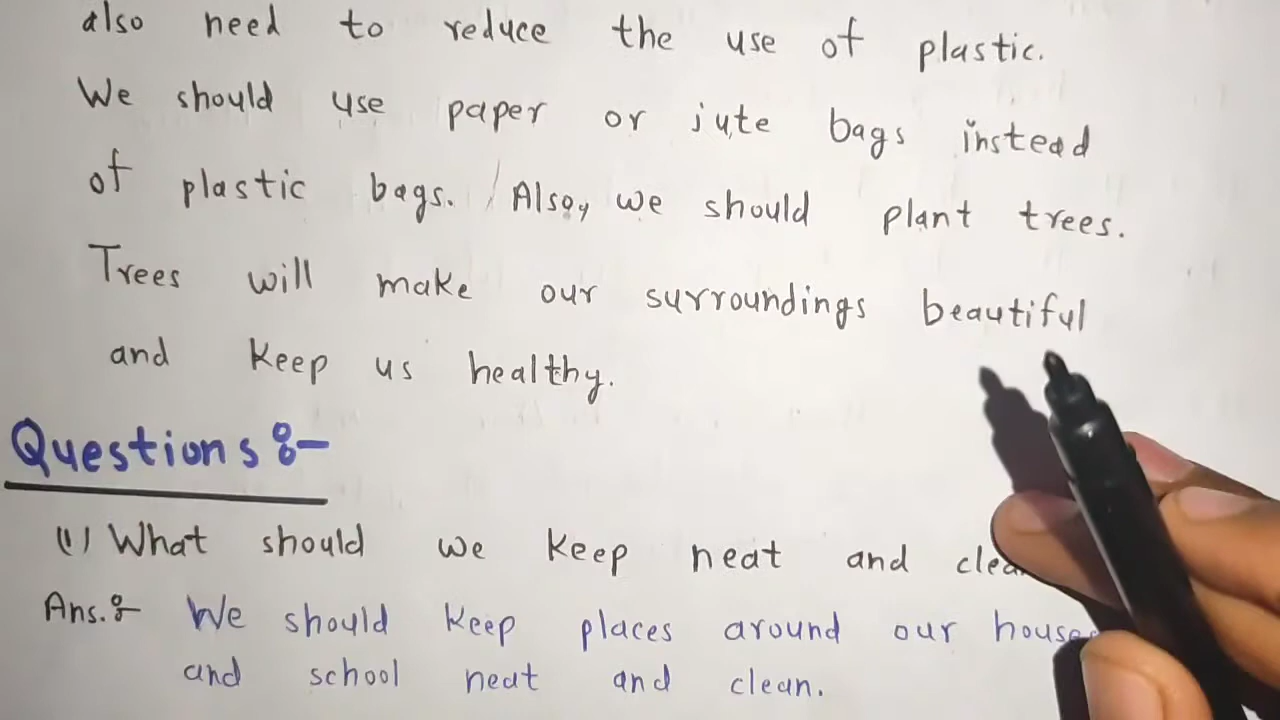 also need to reduce the use of plastic.
We should use paper or jute bags instead
of plastic bags. Also, we should plant trees.
Trees will make our surroundings beautiful
and keep us healthy.
Questions :-
(1) What should we keep neat and
Ans. :- We should keep places around our house
and school neat and clean.